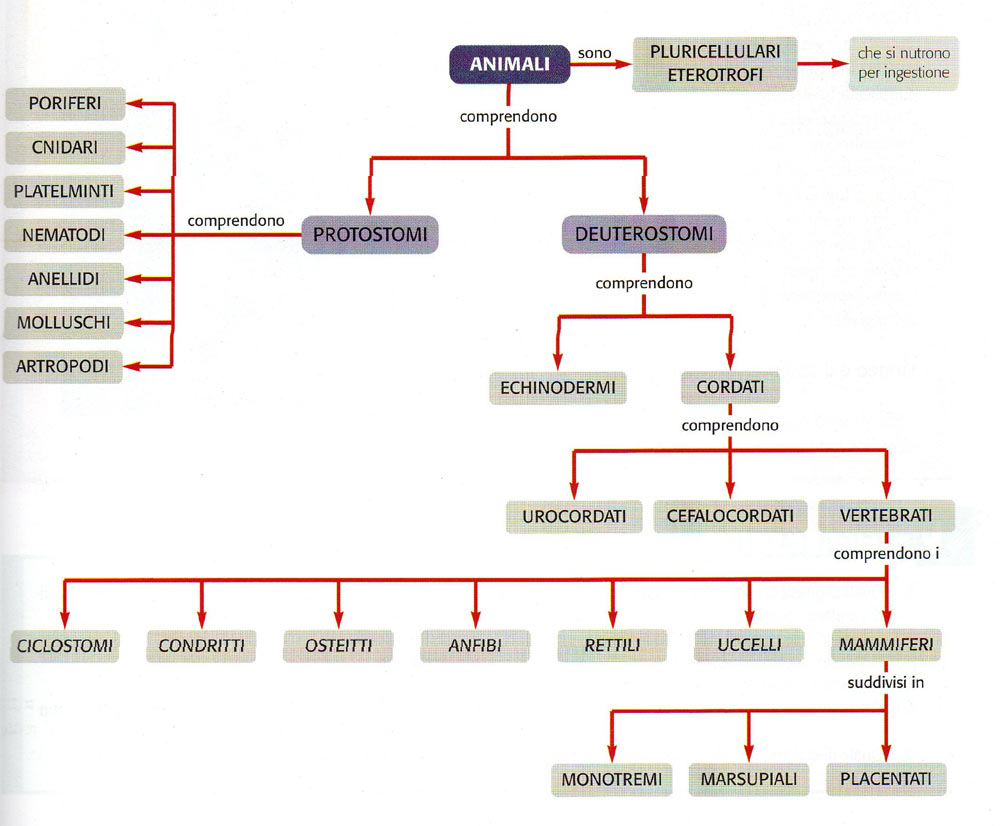 ANIMALI
sono
PLURICELLULARI
ETEROTROFI
che si nutrono
per ingestione
comprendono
PORIFERI
CNIDARI
PLATELMINTI
NEMATODI
ANELLIDI
MOLLUSCHI
ARTROPODI
comprendono
PROTOSTOMI
DEUTEROSTOMI
comprendono
ECHINODERMI
CORDATI
comprendono
UROCORDATI
CEFALOCORDATI
VERTEBRATI
comprendono i
CICLOSTOMI
CONDRITTI
OSTEITTI
ANFIBI
RETTILI
UCCELLI
MAMMIFERI
suddivisi in
MONOTREMI
MARSUPIALI
PLACENTATI